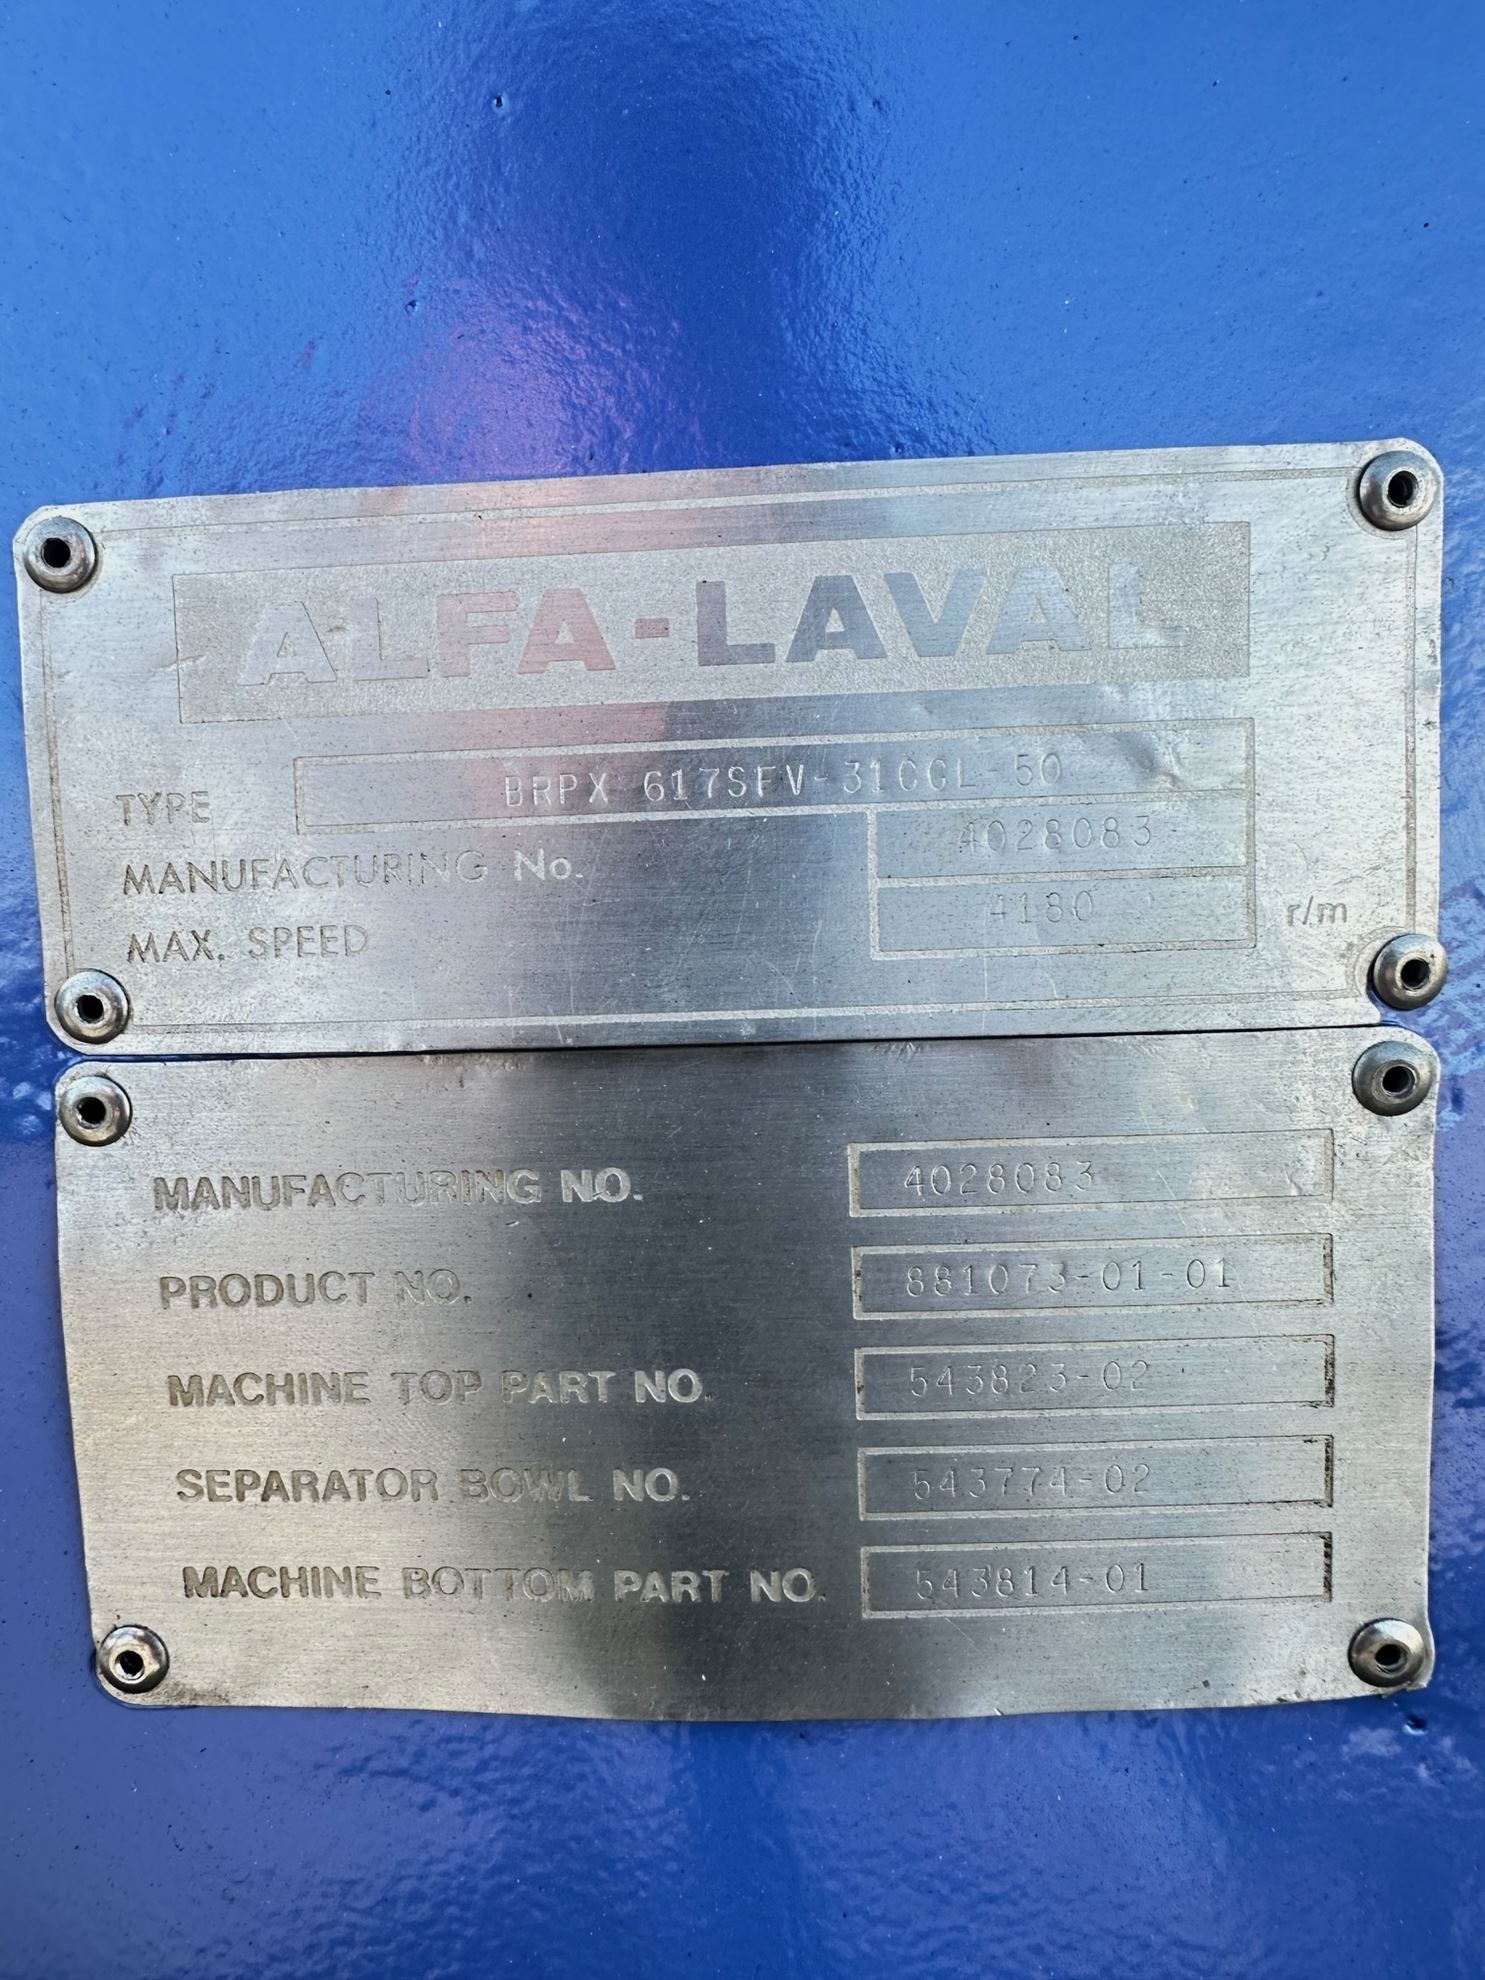 ALFA-LAVAL
TYPE BRPX 617SFV-31CGL-50
MANUFACTURING No. 4028083
MAX. SPEED 4180 r/m
MANUFACTURING NO. 4028083
PRODUCT NO. 881073-01-01
MACHINE TOP PART NO. 543823-02
SEPARATOR BOWL NO. 543774-02
MACHINE BOTTOM PART NO. 543814-01